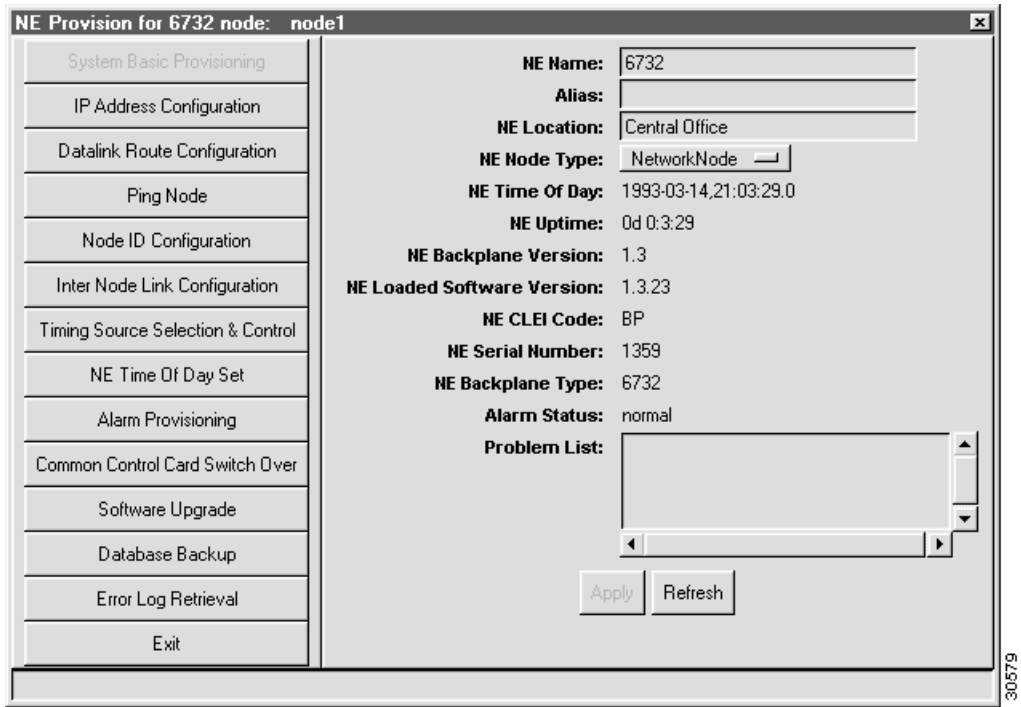 NE Provision for 6732 node: node1
System Basic Provisioning
IP Address Configuration
Datalink Route Configuration
Ping Node
Node ID Configuration
Inter Node Link Configuration
Timing Source Selection & Control
NE Time Of Day Set
Alarm Provisioning
Common Control Card Switch Over
Software Upgrade
Database Backup
Error Log Retrieval
Exit
NE Name: 6732
Alias:
NE Location: Central Office
NE Node Type: NetworkNode
NE Time Of Day: 1993-03-14,21:03:29.0
NE Uptime: 0d 0:3:29
NE Backplane Version: 1.3
NE Loaded Software Version: 1.3.23
NE CLEI Code: BP
NE Serial Number: 1359
NE Backplane Type: 6732
Alarm Status: normal
Problem List:
Apply Refresh
30579